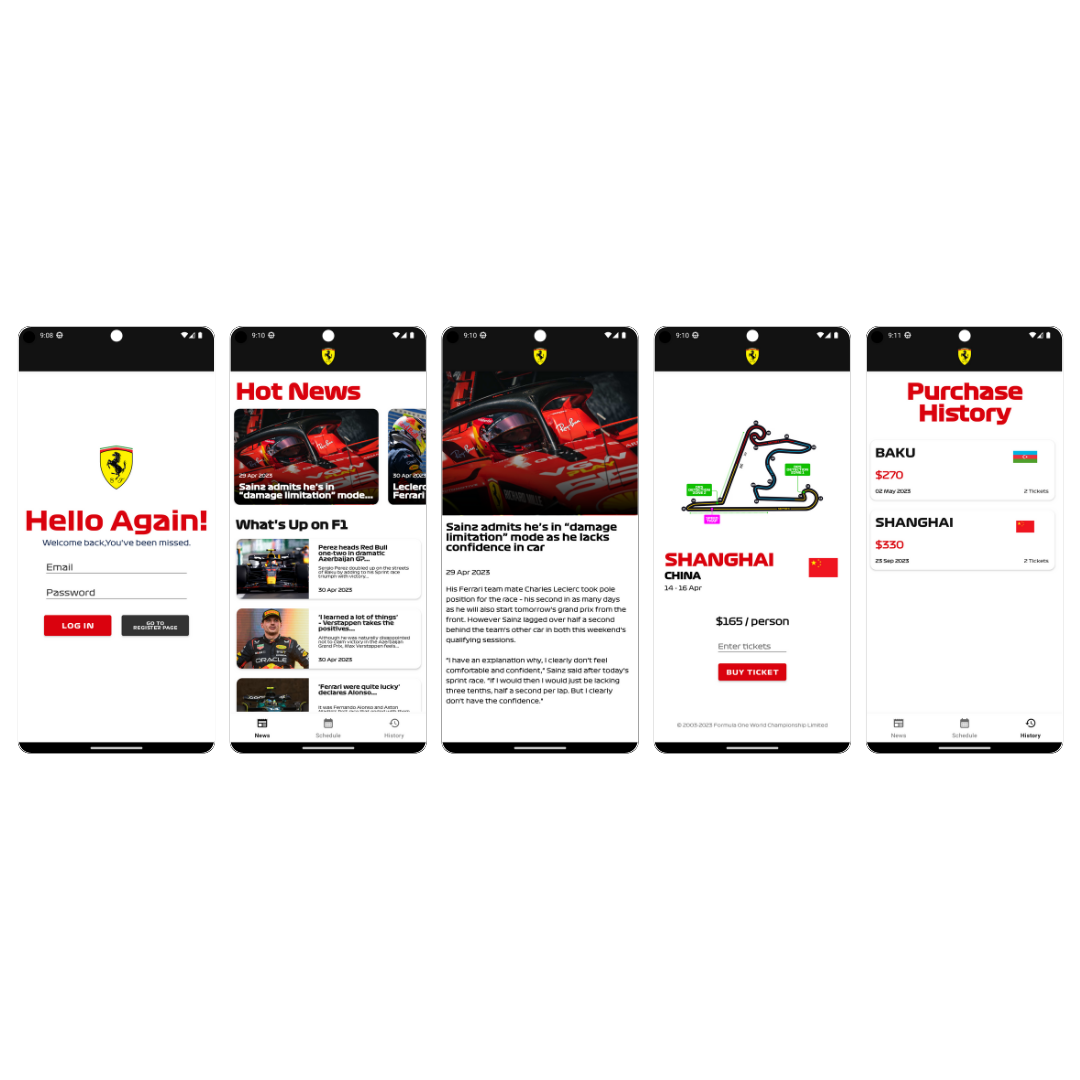 9:08
Hello Again!
Welcome back,You've been missed.
Email
Password
LOG IN
GO TO
REGISTER PAGE
9:10
Hot News
29 Apr 2023
Sainz admits he's in
"damage limitation" mode...
30 Apr 202
Leclerc
Ferrari
What's Up on F1
Perez heads Red Bull
one-two in dramatic
Azerbaijan GP...
Sergio Perez doubled up on the streets
of Baku by adding to his Sprint race
triumph with victory...
30 Apr 2023
'I learned a lot of things'
- Verstappen takes the
positives...
Although he was naturally disappointed
not to claim victory in the Azerbaijan
Grand Prix, Max Verstappen feels...
30 Apr 2023
ORACLE
'Ferrari were quite lucky'
declares Alonso...
It was Fernando Alonso and Aston
News
Schedule
History
9:10
Ray-Ban
RICHARD MILLE
Sainz admits he's in "damage
limitation" mode as he lacks
confidence in car
29 Apr 2023
His Ferrari team mate Charles Leclerc took pole
position for the race - his second in as many days
as he will also start tomorrow's grand prix from the
front. However Sainz lagged over half a second
behind the team's other car in both this weekend's
qualifying sessions.
"I have an explanation why, I clearly don't feel
comfortable and confident," Sainz said after today's
sprint race. "If I would then I would just be lacking
three tenths, half a second per lap. But I clearly
don't have the confidence."
9:10
SHANGHAI
CHINA
14 - 16 Apr
$165 / person
Enter tickets
BUY TICKET
© 2003-2023 Formula One World Championship Limited
9:11
Purchase
History
BAKU
$270
02 May 2023
2 Tickets
SHANGHAI
$330
23 Sep 2023
2 Tickets
News
Schedule
History